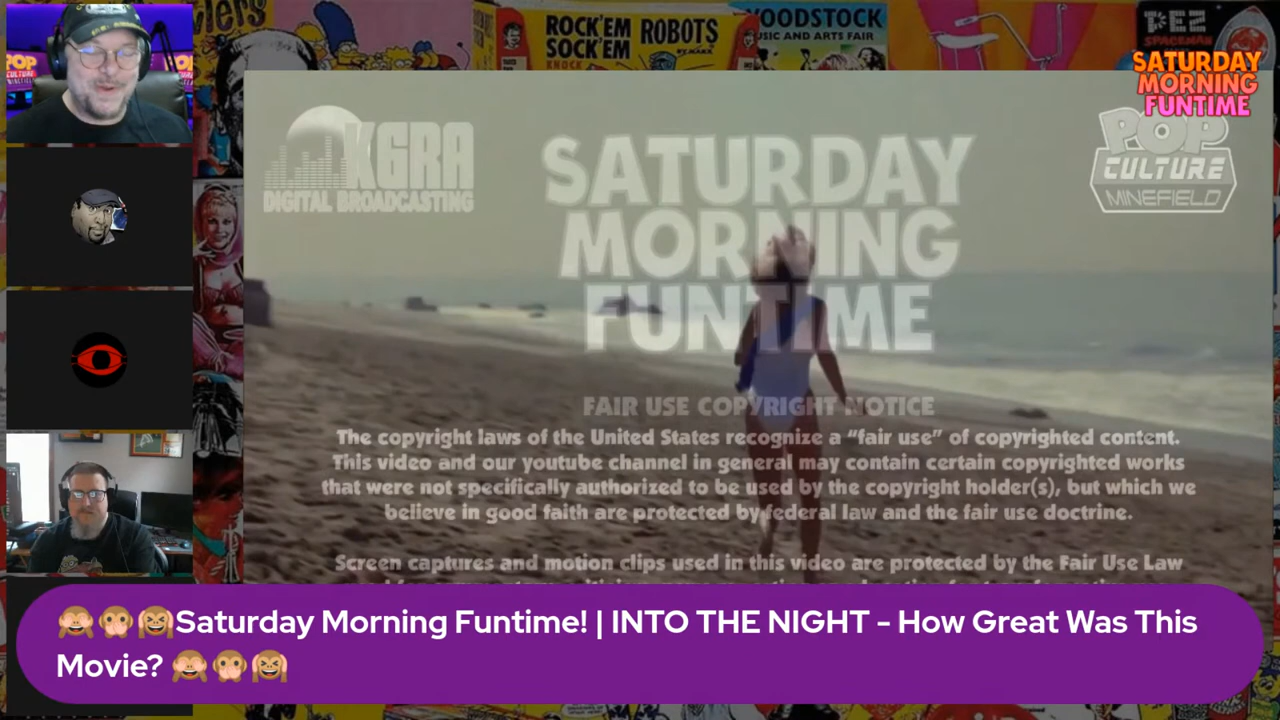 ROCK'EM ROBOTS
SOCK'EM
KNOCK
WOODSTOCK
MUSIC AND ARTS FAIR
PEZ
SPACEMAN
SATURDAY
MORNING
FUNTIME
POP
CULTURE
MINEFIELD
KGRA
DIGITAL BROADCASTING
SATURDAY
MORNING
FUNTIME
FAIR USE COPYRIGHT NOTICE
The copyright laws of the United States recognize a “fair use” of copyrighted content.
This video and our youtube channel in general may contain certain copyrighted works
that were not specifically authorized to be used by the copyright holder(s), but which we
believe in good faith are protected by federal law and the fair use doctrine.
Screen captures and motion clips used in this video are protected by the Fair Use Law
🙈🙊🙈Saturday Morning Funtime! | INTO THE NIGHT - How Great Was This
Movie? 🙈🙊😆